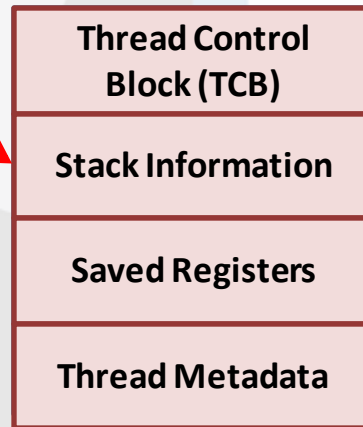 Thread Control
Block (TCB)
Stack Information
Saved Registers
Thread Metadata